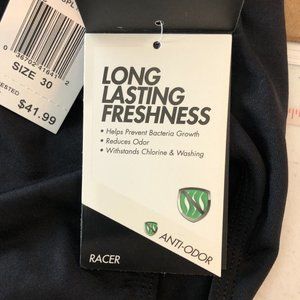 SIZE 30
$41.99
LONG
LASTING
FRESHNESS
• Helps Prevent Bacteria Growth
• Reduces Odor
• Withstands Chlorine & Washing
ANTI-ODOR
RACER